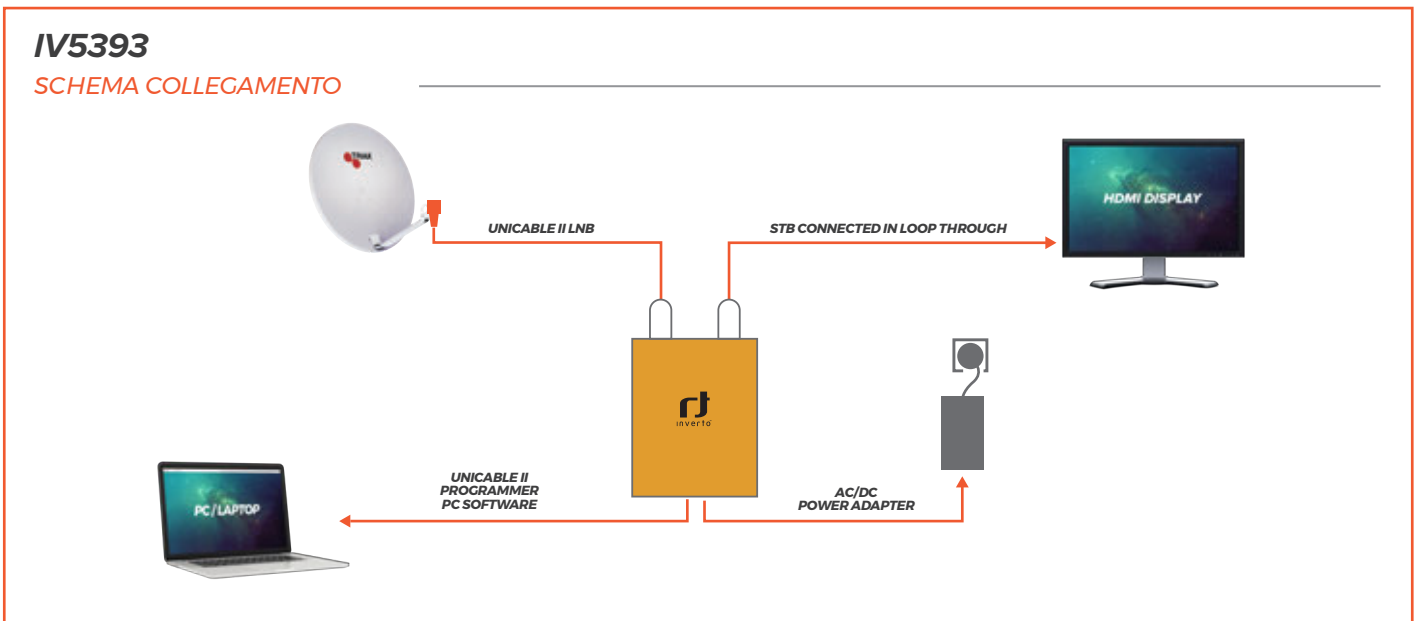 IV5393
SCHEMA COLLEGAMENTO
TRIAX
UNICABLE II LNB
STB CONNECTED IN LOOP THROUGH
HDMI DISPLAY
inverto
UNICABLE II
PROGRAMMER
PC SOFTWARE
AC/DC
POWER ADAPTER
PC/LAPTOP